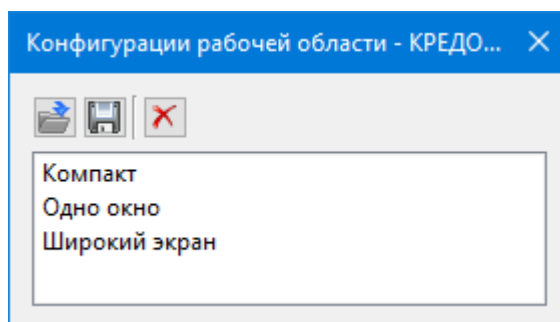 Конфигурации рабочей области - КРЕДО...
Компакт
Одно окно
Широкий экран